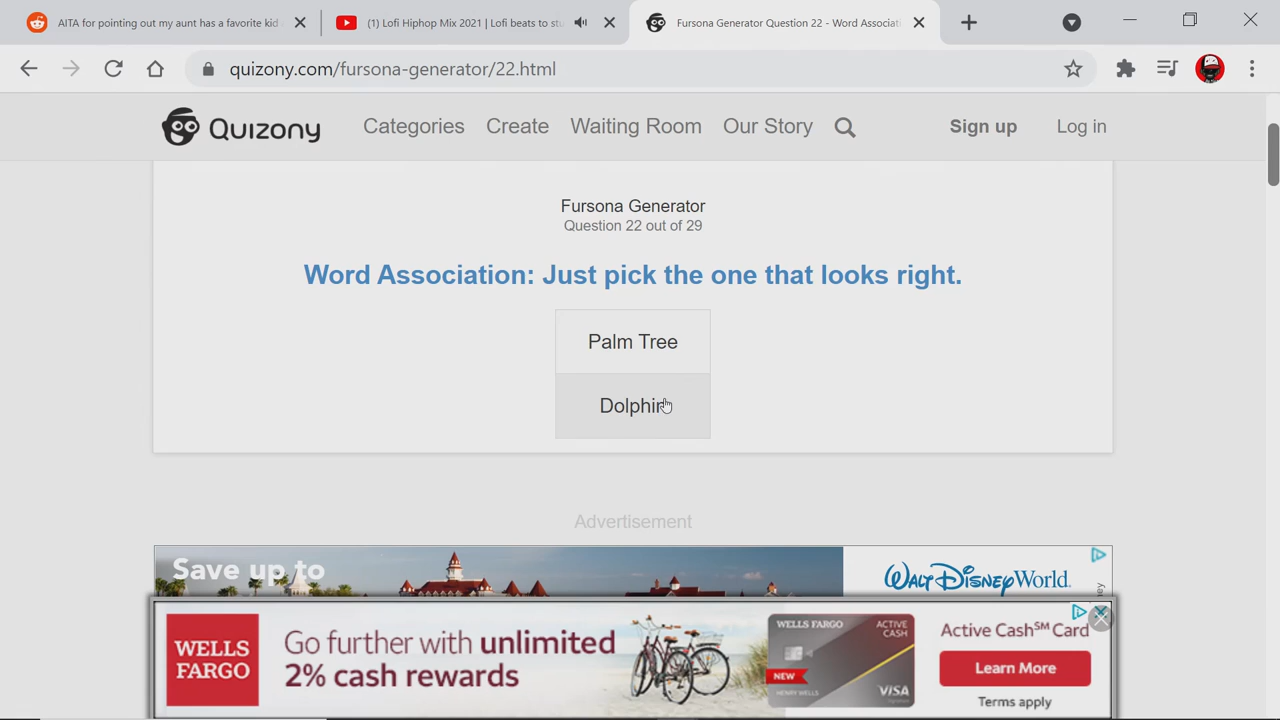 AITA for pointing out my aunt has a favorite kid
(1) Lofi Hiphop Mix 2021 | Lofi beats to stu
Fursona Generator Question 22 - Word Associati
quizony.com/fursona-generator/22.html
Quizony
Categories
Create
Waiting Room
Our Story
Sign up
Log in
Fursona Generator
Question 22 out of 29
Word Association: Just pick the one that looks right.
Palm Tree
Dolphin
Advertisement
Save up to
Walt Disney World.
WELLS
FARGO
Go further with unlimited
2% cash rewards
WELLS FARGO
ACTIVE
CASH
NEW
HENRY WELLS
VISA
Active Cash℠ Card
Learn More
Terms apply